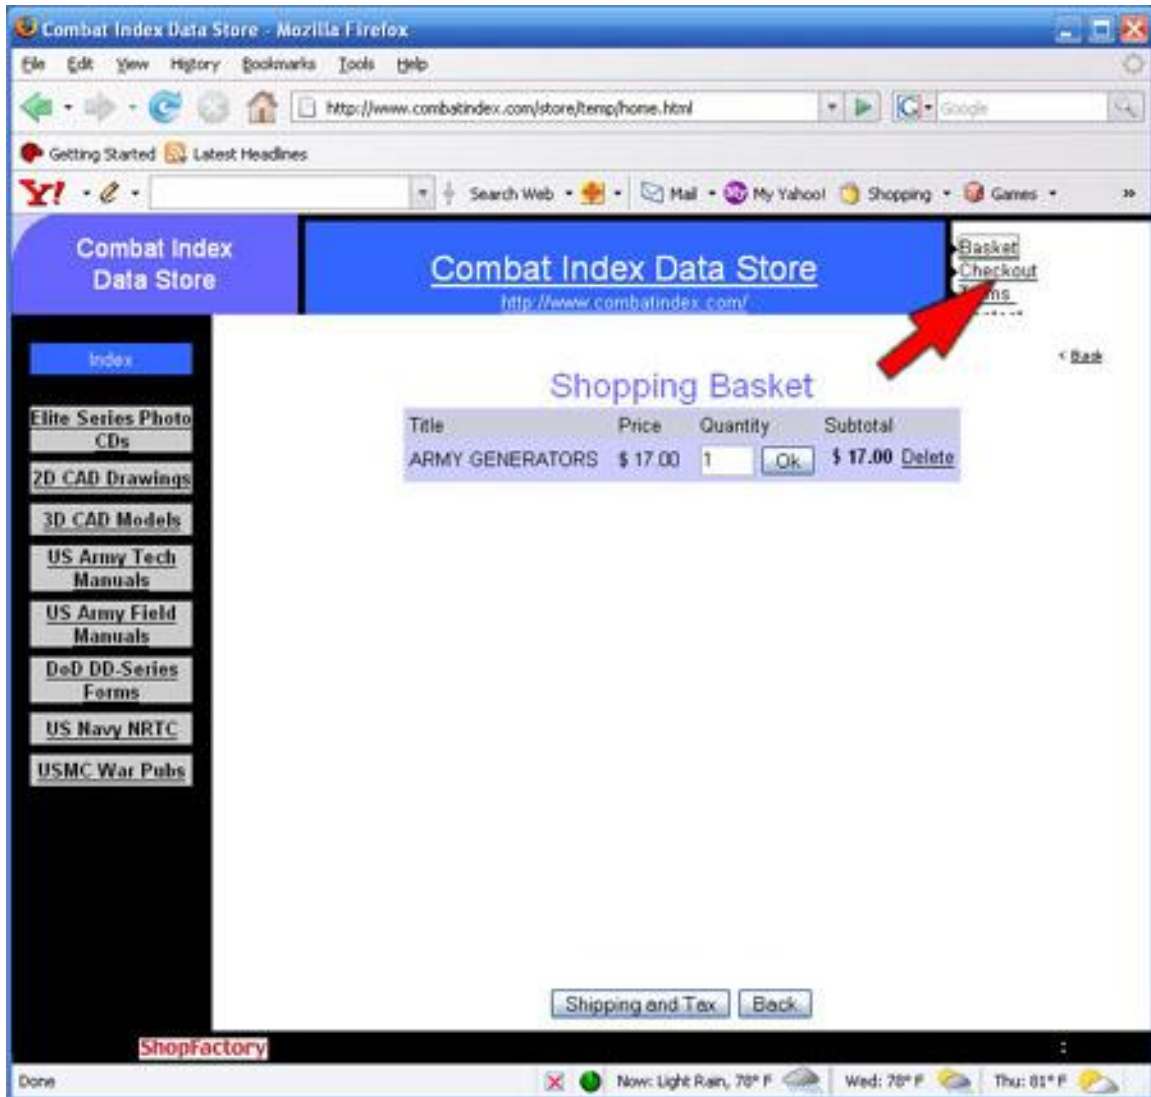 Combat Index Data Store - Mozilla Firefox
File Edit View History Bookmarks Tools Help
http://www.combatindex.com/store/temp/home.html
Google
Getting Started Latest Headlines
Y! Search Web Mail My Yahoo! Shopping Games »
Combat Index
Data Store
Combat Index Data Store
http://www.combatindex.com/
Basket
Checkout
< Back
Index
Elite Series Photo
CDs
2D CAD Drawings
3D CAD Models
US Army Tech
Manuals
US Army Field
Manuals
DoD DD-Series
Forms
US Navy NRTC
USMC War Pubs
Shopping Basket
Title Price Quantity Subtotal
ARMY GENERATORS $ 17.00 1 Ok $ 17.00 Delete
Shipping and Tax Back
ShopFactory
Done Now: Light Rain, 78° F Wed: 78° F Thu: 81° F